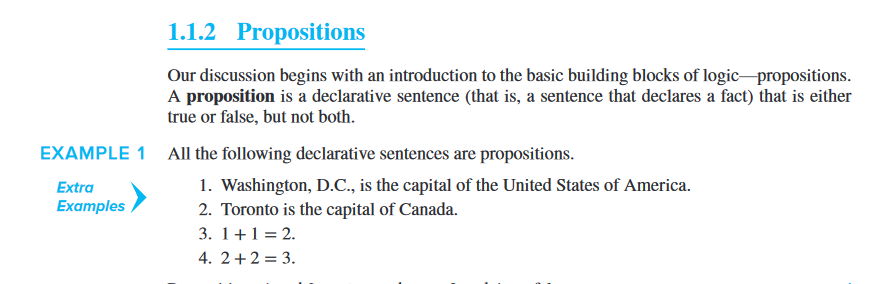 1.1.2 Propositions
Our discussion begins with an introduction to the basic building blocks of logic—propositions.
A proposition is a declarative sentence (that is, a sentence that declares a fact) that is either
true or false, but not both.
EXAMPLE 1 All the following declarative sentences are propositions.
Extra
Examples
1. Washington, D.C., is the capital of the United States of America.
2. Toronto is the capital of Canada.
3. 1 + 1 = 2.
4. 2 + 2 = 3.